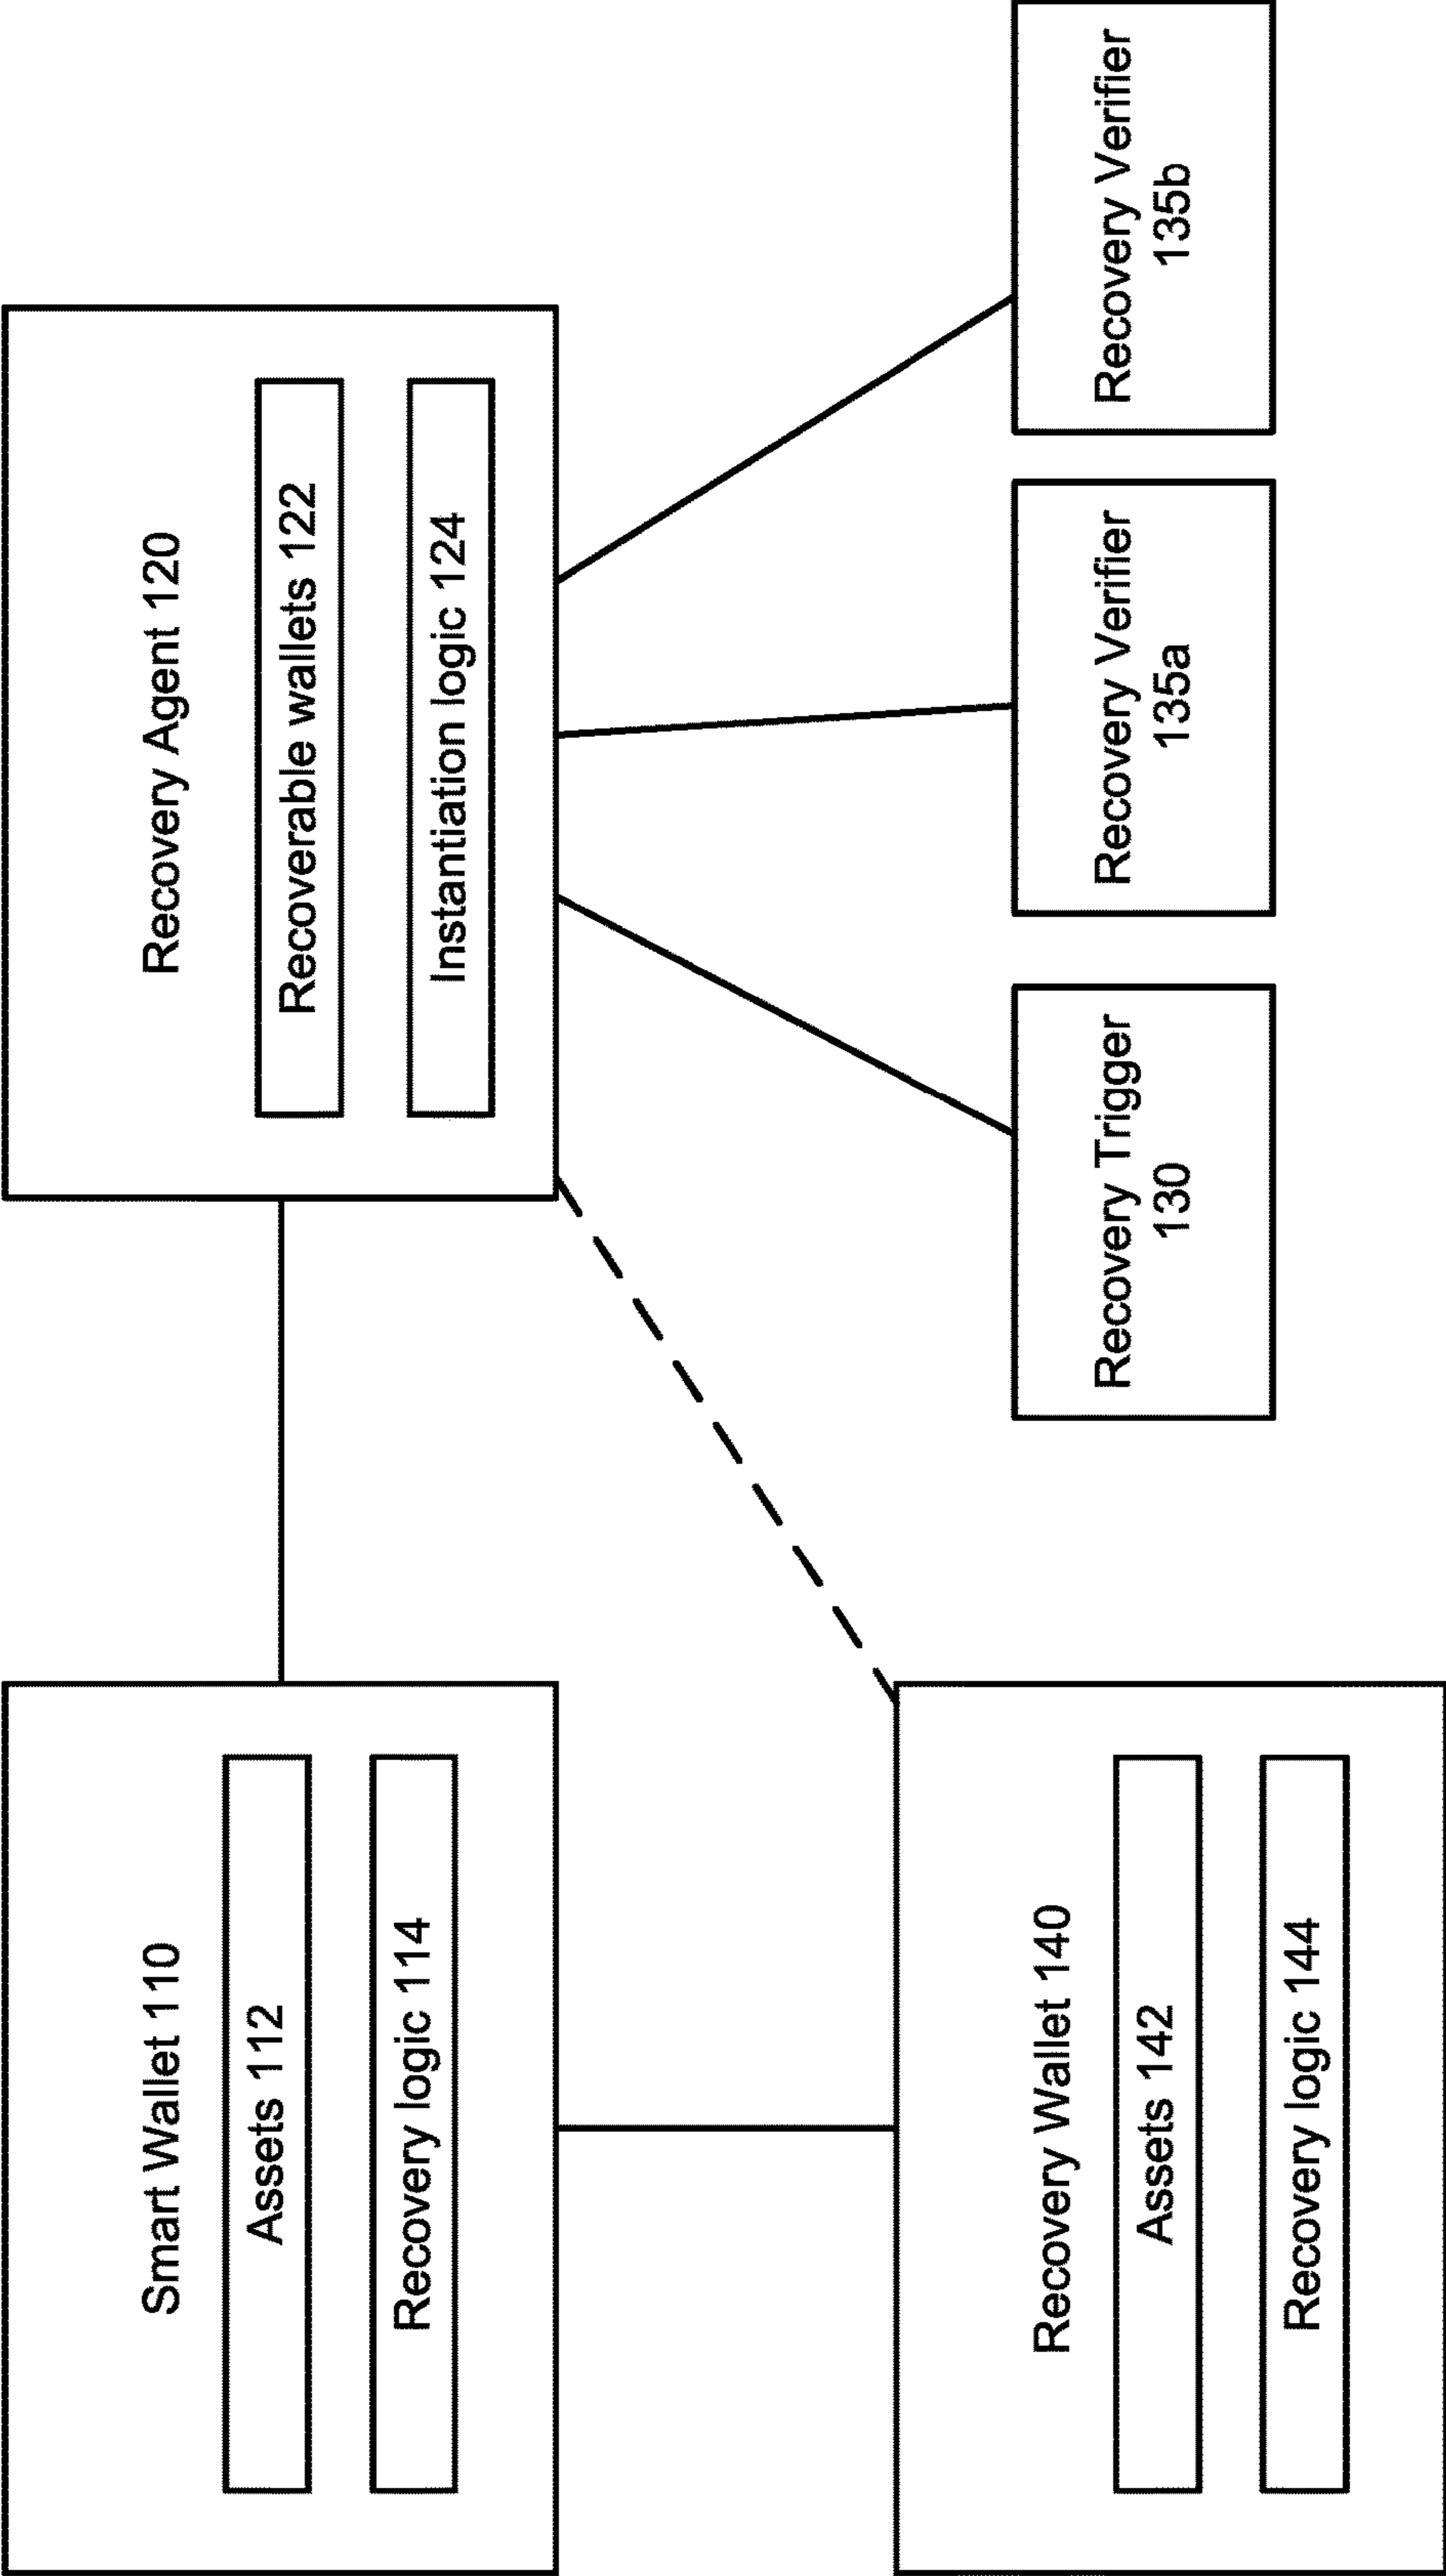 Smart Wallet 110
Assets 112
Recovery logic 114
Recovery Agent 120
Recoverable wallets 122
Instantiation logic 124
Recovery Wallet 140
Assets 142
Recovery logic 144
Recovery Trigger
130
Recovery Verifier
135a
Recovery Verifier
135b